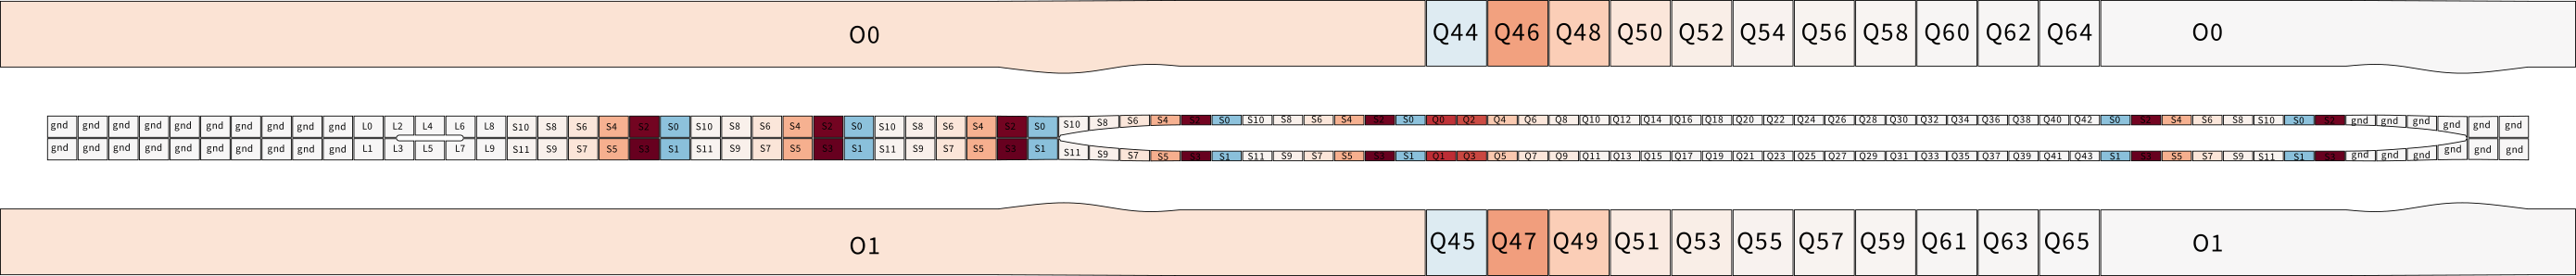 O0 Q44 Q46 Q48 Q50 Q52 Q54 Q56 Q58 Q60 Q62 Q64 O0
gnd gnd gnd gnd gnd gnd gnd gnd gnd gnd L0 L2 L4 L6 L8 S10 S8 S6 S4 S2 S0 S10 S8 S6 S4 S2 S0 S10 S8 S6 S4 S2 S0 S10 S8 S6 S4 S2 S0 S10 S8 S6 S4 S2 S0 Q0 Q2 Q4 Q6 Q8 Q10 Q12 Q14 Q16 Q18 Q20 Q22 Q24 Q26 Q28 Q30 Q32 Q34 Q36 Q38 Q40 Q42 S0 S2 S4 S6 S8 S10 S0 S2 gnd gnd gnd gnd gnd gnd
gnd gnd gnd gnd gnd gnd gnd gnd gnd gnd L1 L3 L5 L7 L9 S11 S9 S7 S5 S3 S1 S11 S9 S7 S5 S3 S1 S11 S9 S7 S5 S3 S1 S11 S9 S7 S5 S3 S1 S11 S9 S7 S5 S3 S1 Q1 Q3 Q5 Q7 Q9 Q11 Q13 Q15 Q17 Q19 Q21 Q23 Q25 Q27 Q29 Q31 Q33 Q35 Q37 Q39 Q41 Q43 S1 S3 S5 S7 S9 S11 S1 S3 gnd gnd gnd gnd gnd gnd
O1 Q45 Q47 Q49 Q51 Q53 Q55 Q57 Q59 Q61 Q63 Q65 O1